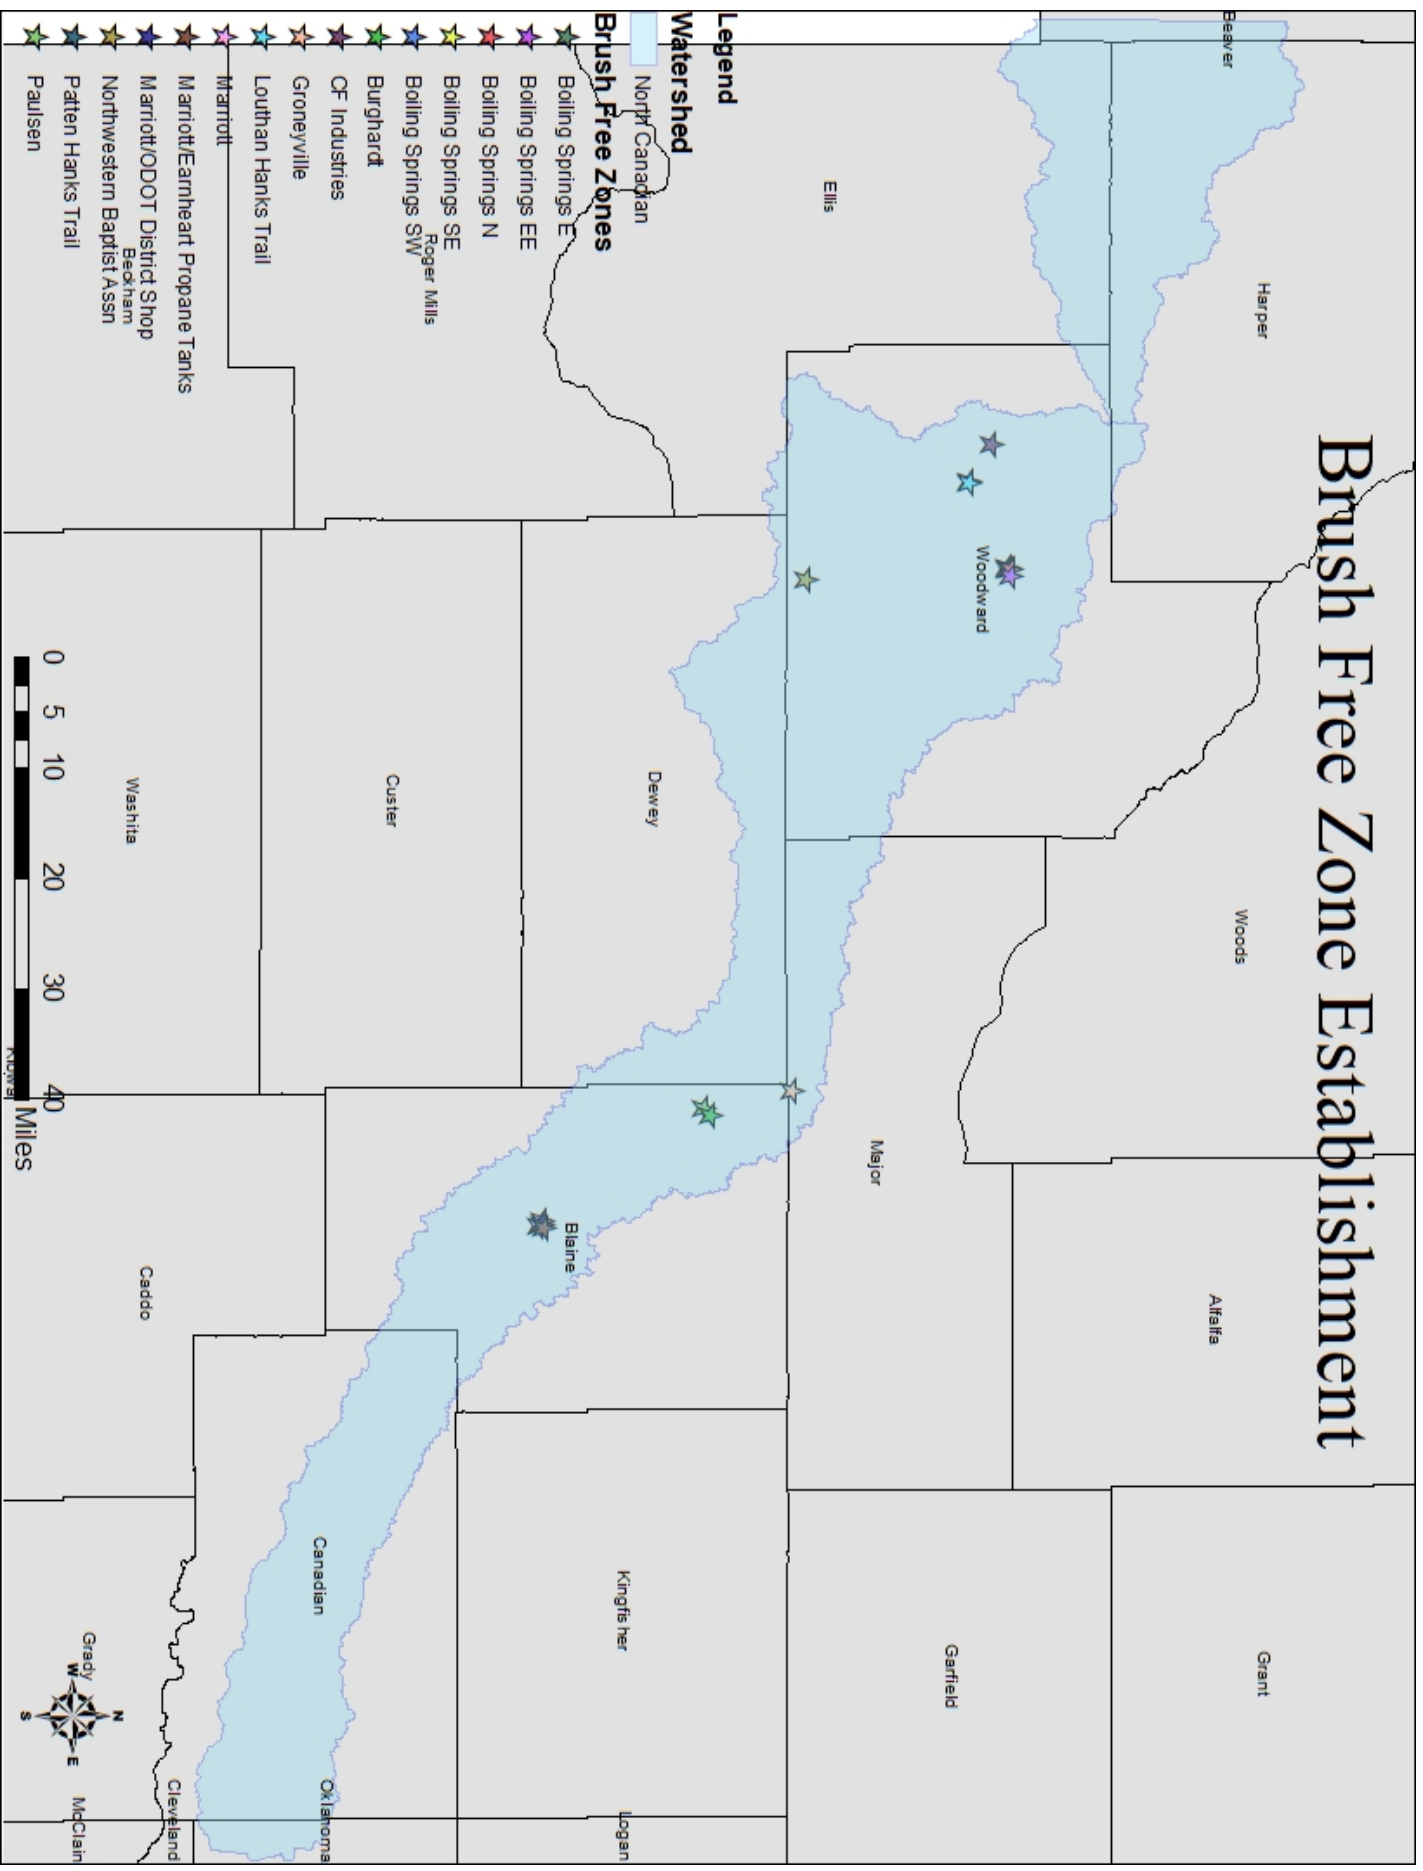 Brush Free Zone Establishment
Beaver
Harper
Woods
Alfalfa
Grant
Ellis
Woodward
Major
Garfield
Dewey
Blaine
Kingfisher
Logan
Roger Mills
Custer
Canadian
Oklahoma
Beckham
Washita
Caddo
Grady
Cleveland
McClain
Kiowa
Legend
Watershed
North Canadian
Brush Free Zones
Boiling Springs E
Boiling Springs EE
Boiling Springs N
Boiling Springs SE
Boiling Springs SW
Burghardt
CF Industries
Groneyville
Louthan Hanks Trail
Marriott
Marriott/Earnheart Propane Tanks
Marriott/ODOT District Shop
Northwestern Baptist Assn
Patten Hanks Trail
Paulsen
0 5 10 20 30 40
Miles
N
W
E
S